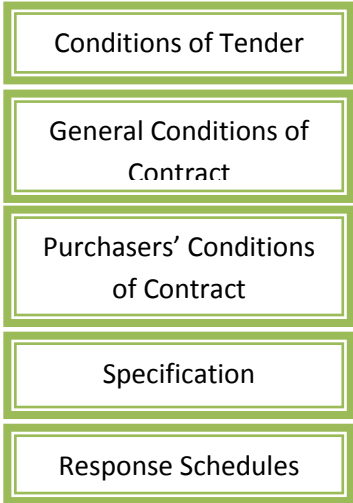 Conditions of Tender
General Conditions of
Contract
Purchasers’ Conditions
of Contract
Specification
Response Schedules